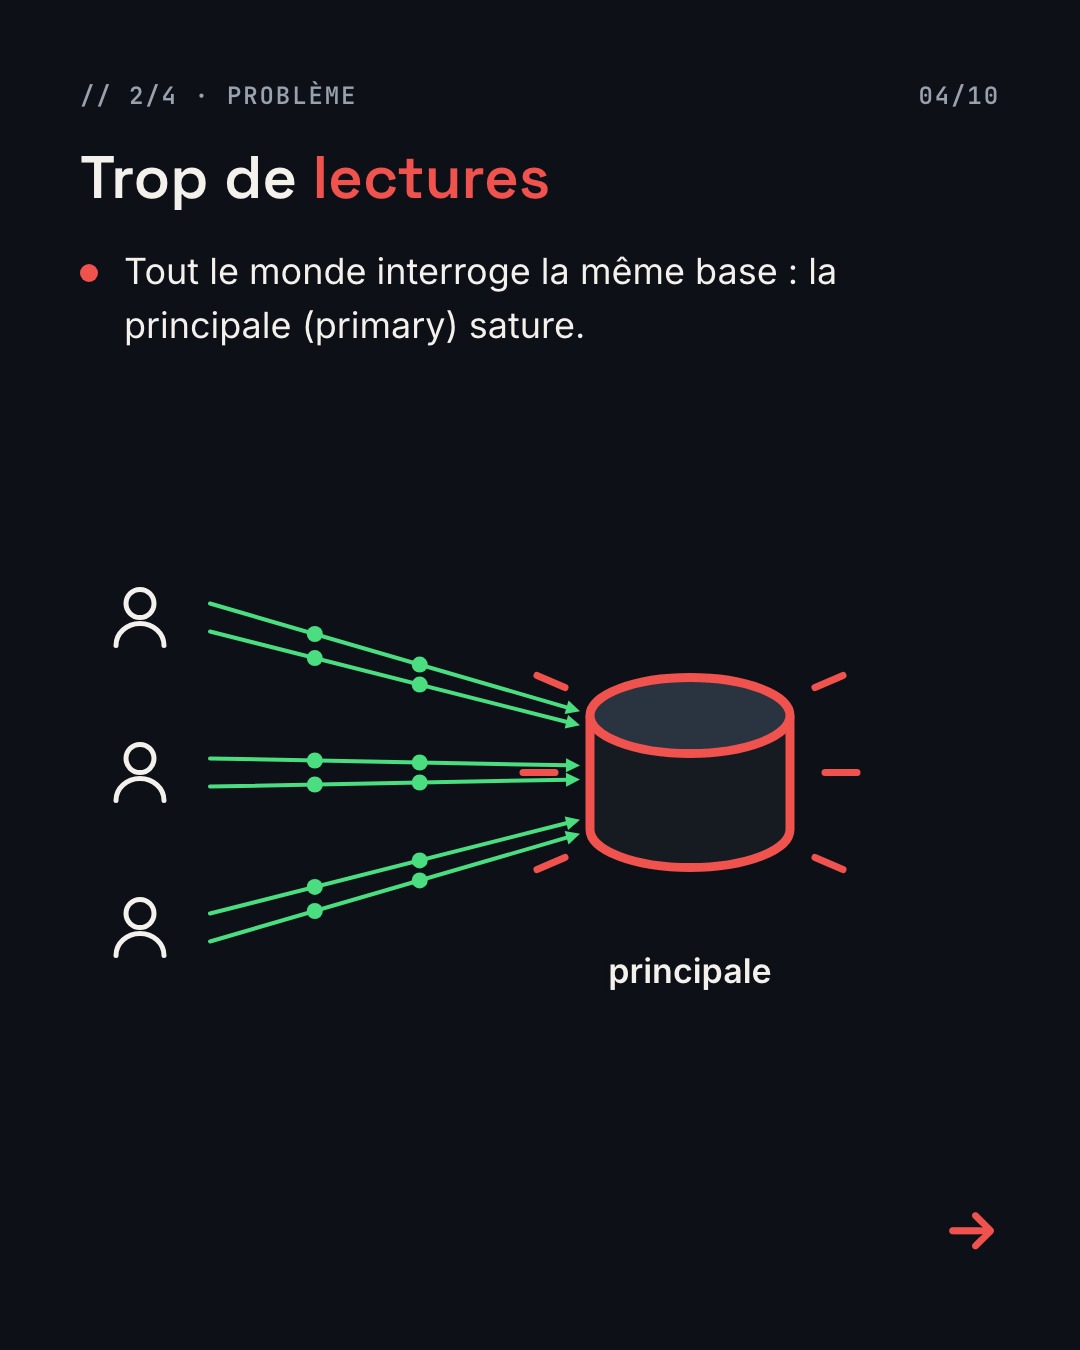 // 2/4 · PROBLÈME
04/10
Trop de lectures
Tout le monde interroge la même base : la
principale (primary) sature.
principale